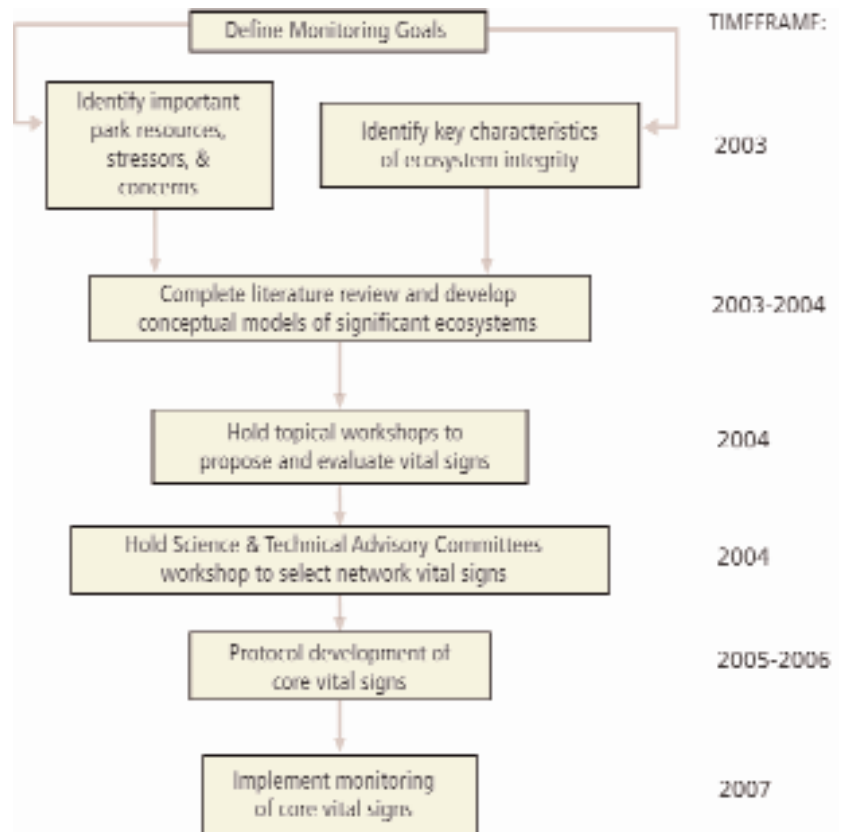 Define Monitoring Goals
TIMEFRAME:
Identify important
park resources,
stressors, &
concerns
Identify key characteristics
of ecosystem integrity
2003
Complete literature review and develop
conceptual models of significant ecosystems
2003-2004
Hold topical workshops to
propose and evaluate vital signs
2004
Hold Science & Technical Advisory Committees
workshop to select network vital signs
2004
Protocol development of
core vital signs
2005-2006
Implement monitoring
of core vital signs
2007